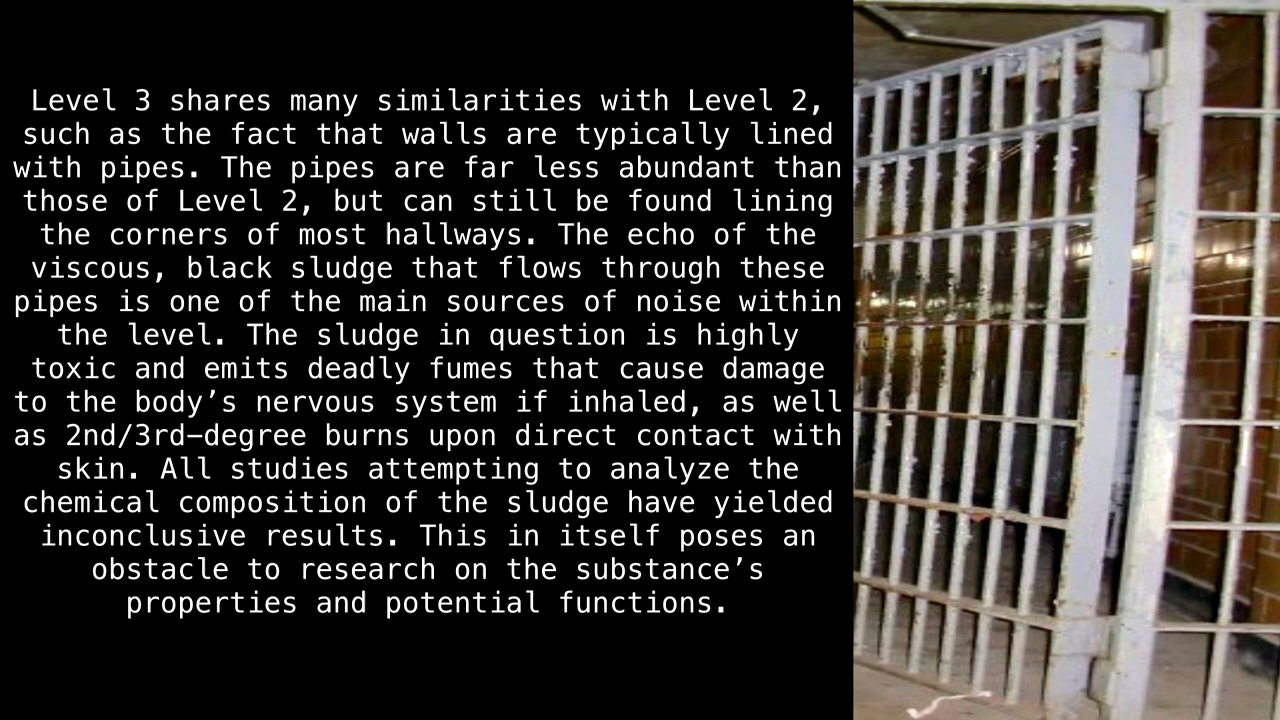 Level 3 shares many similarities with Level 2,
such as the fact that walls are typically lined
with pipes. The pipes are far less abundant than
those of Level 2, but can still be found lining
the corners of most hallways. The echo of the
viscous, black sludge that flows through these
pipes is one of the main sources of noise within
the level. The sludge in question is highly
toxic and emits deadly fumes that cause damage
to the body’s nervous system if inhaled, as well
as 2nd/3rd–degree burns upon direct contact with
skin. All studies attempting to analyze the
chemical composition of the sludge have yielded
inconclusive results. This in itself poses an
obstacle to research on the substance’s
properties and potential functions.